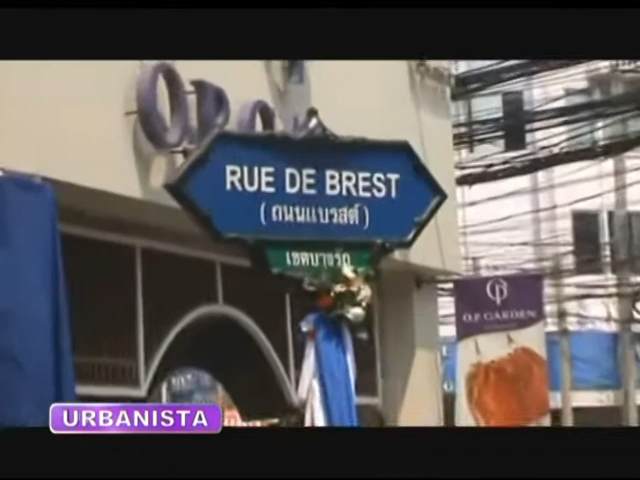 RUE DE BREST
(ถนนแบรสต์)
เขตบางรัก
OP
O.P. GARDEN
URBANISTA